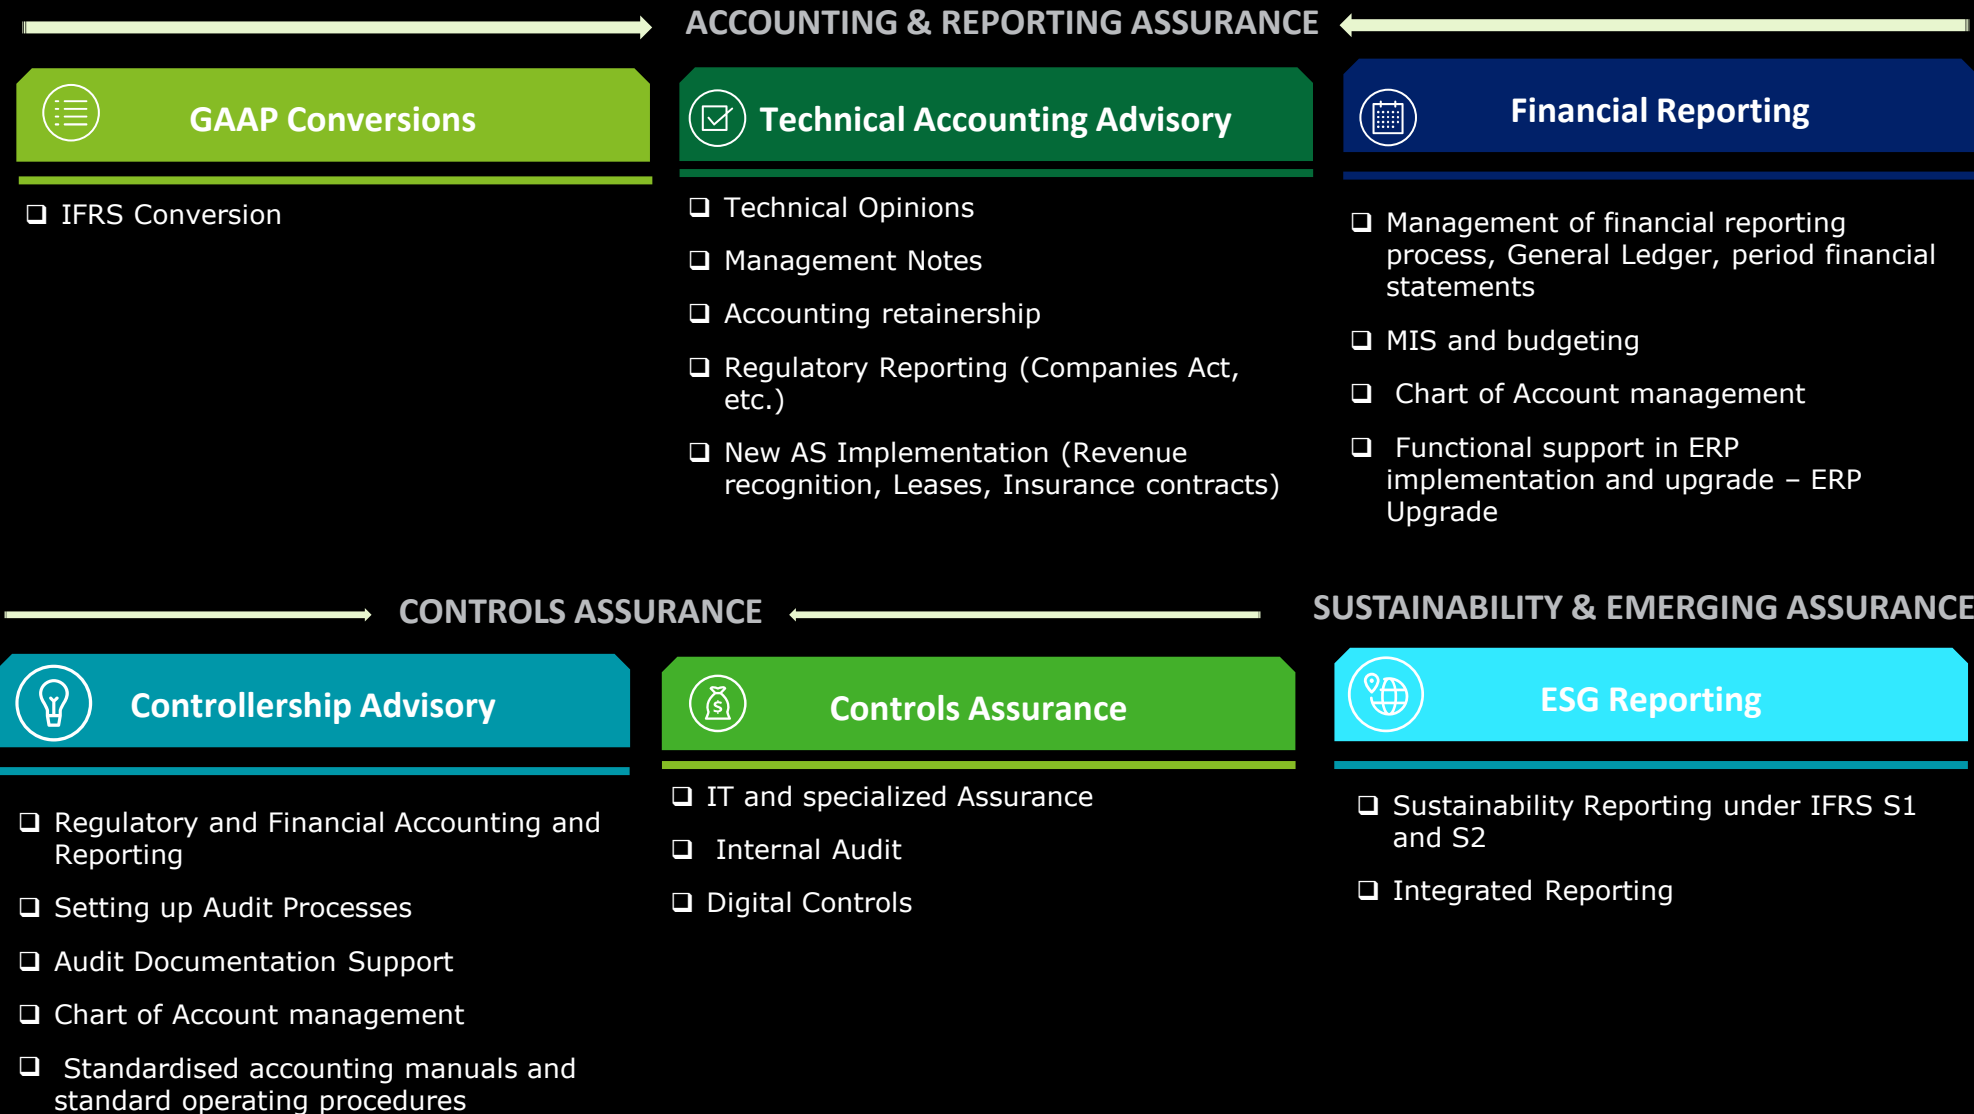 ACCOUNTING & REPORTING ASSURANCE
GAAP Conversions
❑ IFRS Conversion
Technical Accounting Advisory
❑ Technical Opinions
❑ Management Notes
❑ Accounting retainership
❑ Regulatory Reporting (Companies Act,
etc.)
❑ New AS Implementation (Revenue
recognition, Leases, Insurance contracts)
Financial Reporting
❑ Management of financial reporting
process, General Ledger, period financial
statements
❑ MIS and budgeting
❑ Chart of Account management
❑ Functional support in ERP
implementation and upgrade – ERP
Upgrade
CONTROLS ASSURANCE
Controllership Advisory
❑ Regulatory and Financial Accounting and
Reporting
❑ Setting up Audit Processes
❑ Audit Documentation Support
❑ Chart of Account management
❑ Standardised accounting manuals and
standard operating procedures
Controls Assurance
❑ IT and specialized Assurance
❑ Internal Audit
❑ Digital Controls
SUSTAINABILITY & EMERGING ASSURANCE
ESG Reporting
❑ Sustainability Reporting under IFRS S1
and S2
❑ Integrated Reporting